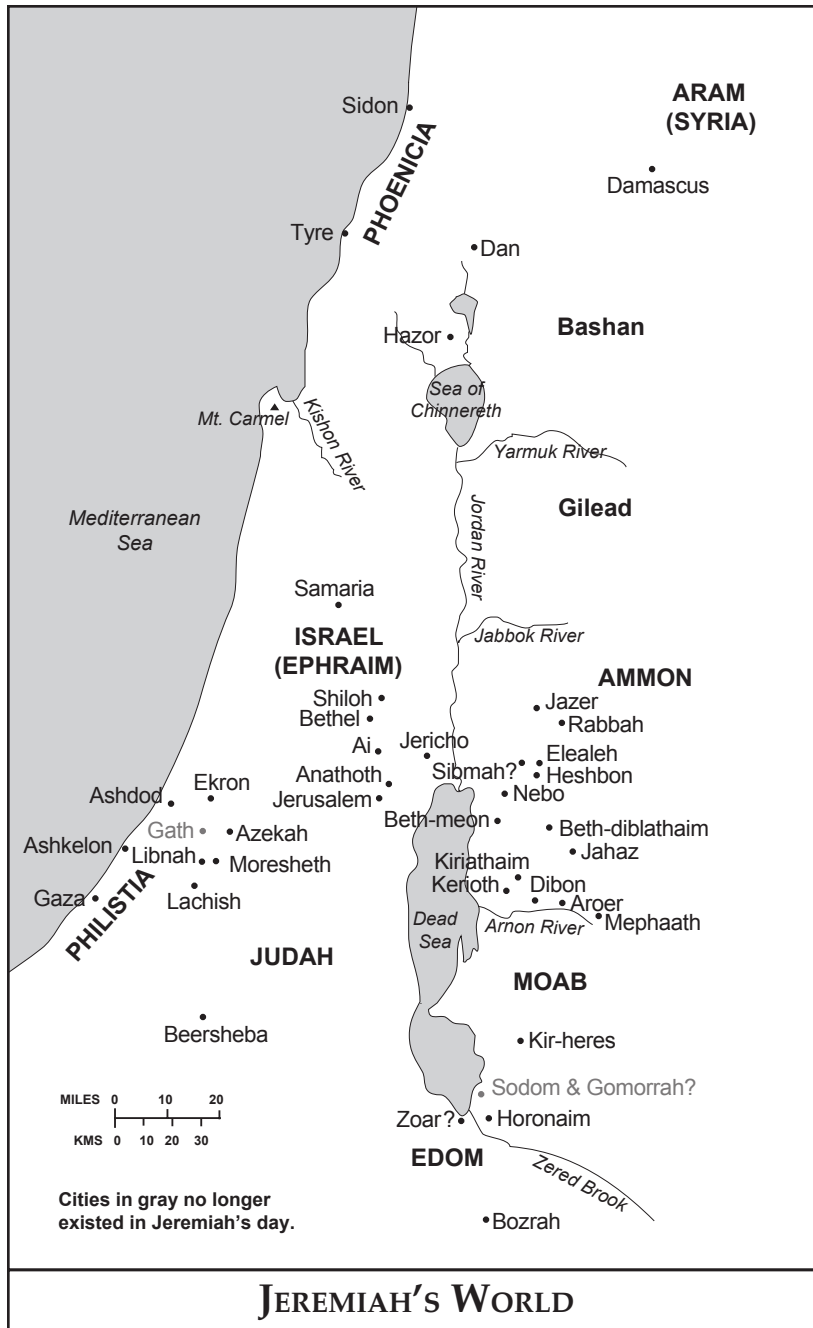 Sidon
ARAM
(SYRIA)
PHOENICIA
Damascus
Tyre
Dan
Bashan
Hazor
Sea of
Chinnereth
Mt. Carmel
Kishon River
Yarmuk River
Gilead
Mediterranean
Sea
Jordan River
Samaria
ISRAEL
(EPHRAIM)
Jabbok River
AMMON
Shiloh
Jazer
Bethel
Rabbah
Ai
Jericho
Elealeh
Sibmah?
Heshbon
Anathoth
Nebo
Jerusalem
Ekron
Ashdod
Beth-meon
Beth-diblathaim
Gath
Azekah
Ashkelon
Libnah
Moresheth
Jahaz
Kiriathaim
Kerioth
Dibon
Gaza
Lachish
Aroer
PHILISTIA
Dead
Sea
Arnon River
Mephaath
JUDAH
MOAB
Beersheba
Kir-heres
Sodom & Gomorrah?
MILES 0 10 20
KMS 0 10 20 30
Zoar?
Horonaim
EDOM
Zered Brook
Cities in gray no longer
existed in Jeremiah's day.
Bozrah
JEREMIAH'S WORLD